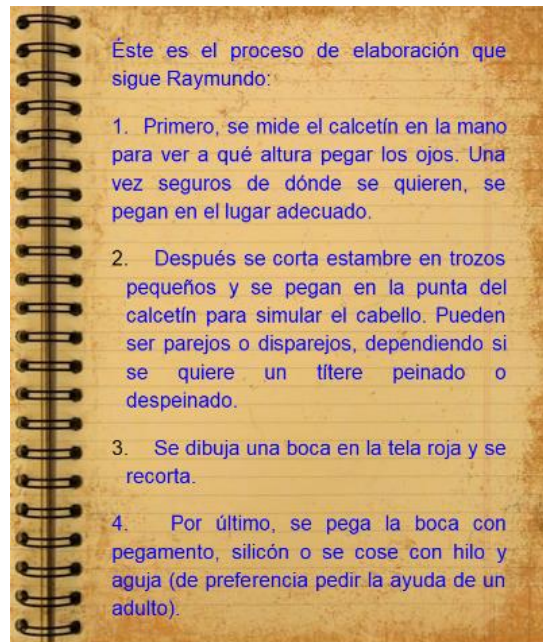 Éste es el proceso de elaboración que
sigue Raymundo:
1. Primero, se mide el calcetín en la mano
para ver a qué altura pegar los ojos. Una
vez seguros de dónde se quieren, se
pegan en el lugar adecuado.
2. Después se corta estambre en trozos
pequeños y se pegan en la punta del
calcetín para simular el cabello. Pueden
ser parejos o disparejos, dependiendo si
se quiere un títere peinado o
despeinado.
3. Se dibuja una boca en la tela roja y se
recorta.
4. Por último, se pega la boca con
pegamento, silicón o se cose con hilo y
aguja (de preferencia pedir la ayuda de un
adulto).